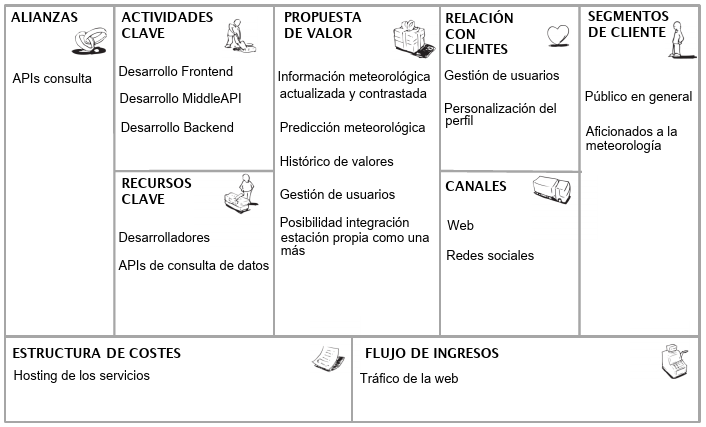 ALIANZAS
APIs consulta
ACTIVIDADES
CLAVE
Desarrollo Frontend
Desarrollo MiddleAPI
Desarrollo Backend
RECURSOS
CLAVE
Desarrolladores
APIs de consulta de datos
PROPUESTA
DE VALOR
Información meteorológica
actualizada y contrastada
Predicción meteorológica
Histórico de valores
Gestión de usuarios
Posibilidad integración
estación propia como una
más
RELACIÓN
CON
CLIENTES
Gestión de usuarios
Personalización del
perfil
CANALES
Web
Redes sociales
SEGMENTOS
DE CLIENTE
Público en general
Aficionados a la
meteorología
ESTRUCTURA DE COSTES
Hosting de los servicios
FLUJO DE INGRESOS
Tráfico de la web